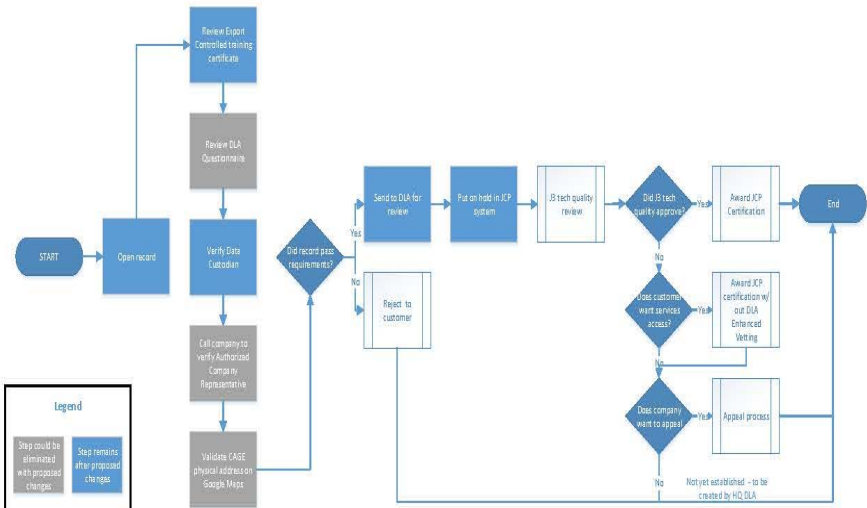 START
Open record
Review Export
Controlled training
certificate
Review DLA
Questionnaire
Verify Data
Custodian
Call company to
verify Authorized
Company
Representative
Validate CAGE
physical address on
Google Maps
Did record pass
requirements?
Yes
No
Send to DLA for
review
Reject to
customer
Put on hold in JCP
system
J3 tech quality
review
Did J3 tech
quality approve?
Yes
No
Award JCP
Certification
End
Does customer
want services
access?
Yes
No
Award JCP
certification w/
out DLA
Enhanced
Vetting
Does company
want to appeal
Yes
No
Appeal process
Not yet established - to be
created by HQ DLA
Legend
Step could be
eliminated
with proposed
changes
Step remains
after proposed
changes